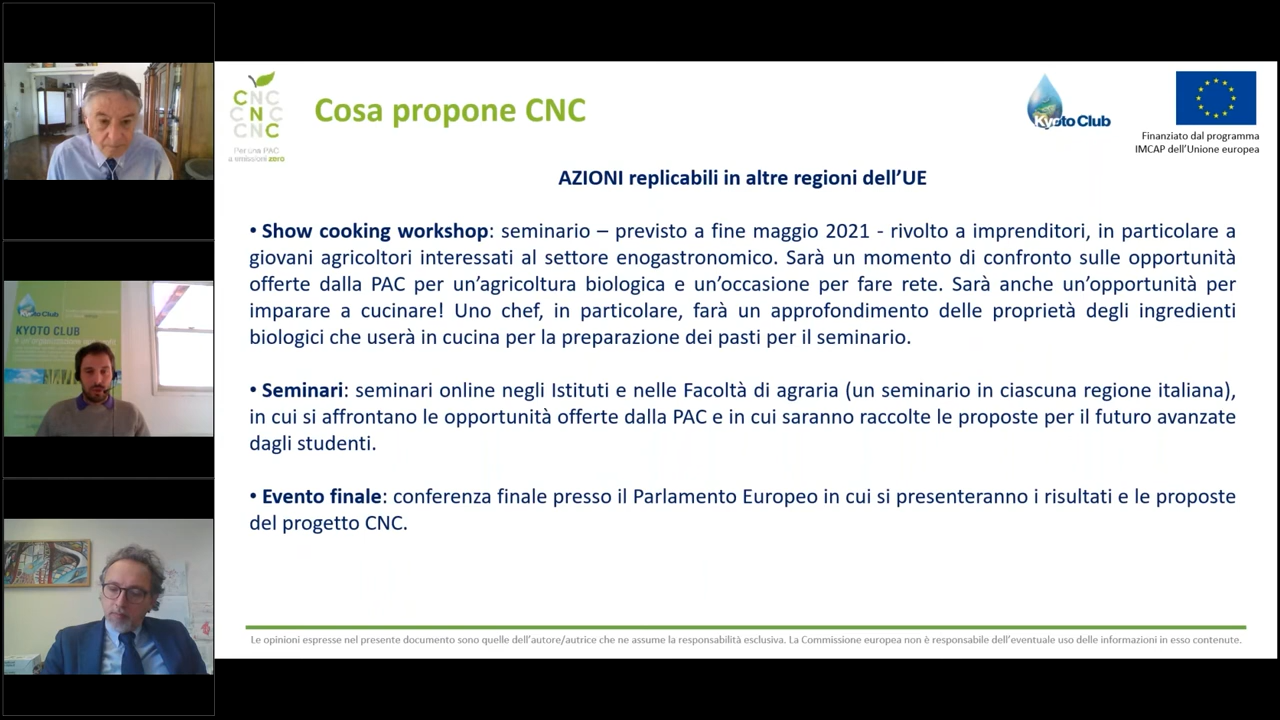 CNC
CNC
CNC
Per una PAC
a emissioni zero
Cosa propone CNC
Kyoto Club
Finanziato dal programma
IMCAP dell'Unione europea
AZIONI replicabili in altre regioni dell'UE
• Show cooking workshop: seminario – previsto a fine maggio 2021 - rivolto a imprenditori, in particolare a
giovani agricoltori interessati al settore enogastronomico. Sarà un momento di confronto sulle opportunità
offerte dalla PAC per un'agricoltura biologica e un'occasione per fare rete. Sarà anche un'opportunità per
imparare a cucinare! Uno chef, in particolare, farà un approfondimento delle proprietà degli ingredienti
biologici che userà in cucina per la preparazione dei pasti per il seminario.
• Seminari: seminari online negli Istituti e nelle Facoltà di agraria (un seminario in ciascuna regione italiana),
in cui si affrontano le opportunità offerte dalla PAC e in cui saranno raccolte le proposte per il futuro avanzate
dagli studenti.
• Evento finale: conferenza finale presso il Parlamento Europeo in cui si presenteranno i risultati e le proposte
del progetto CNC.
Le opinioni espresse nel presente documento sono quelle dell'autore/autrice che ne assume la responsabilità esclusiva. La Commissione europea non è responsabile dell'eventuale uso delle informazioni in esso contenute.
Kyoto Club
KYOTO CLUB